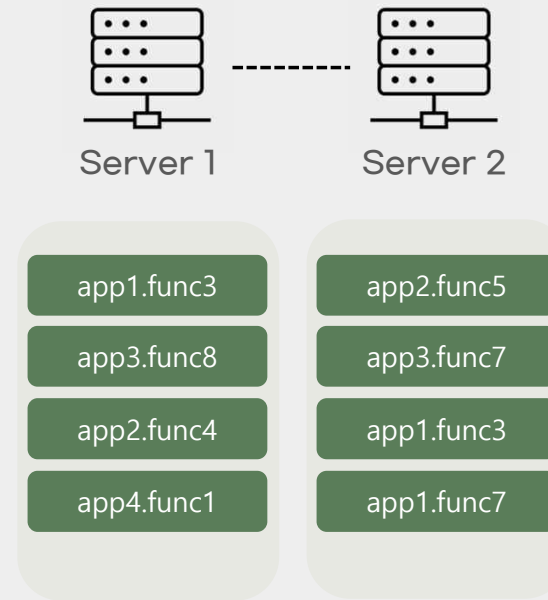 Server 1
Server 2
app1.func3
app3.func8
app2.func4
app4.func1
app2.func5
app3.func7
app1.func3
app1.func7